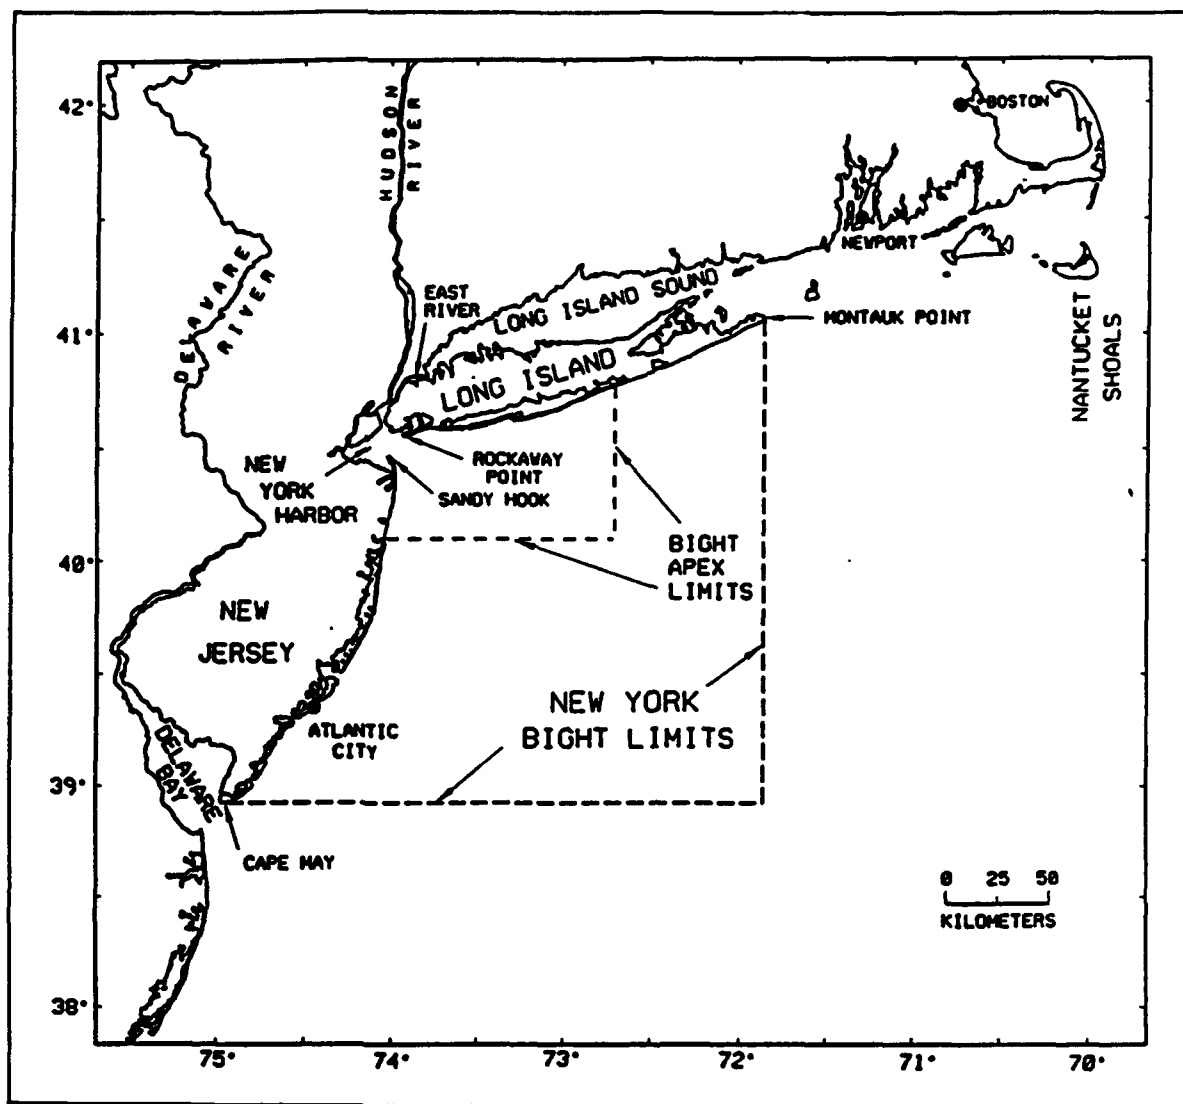 42°
BOSTON
HUDSON
RIVER
NEWPORT
DELAWARE
RIVER
EAST
RIVER
LONG ISLAND SOUND
41°
MONTAUK POINT
NANTUCKET
SHOALS
LONG ISLAND
NEW
YORK
HARBOR
ROCKAWAY
POINT
SANDY HOOK
BIGHT
APEX
LIMITS
40°
NEW
JERSEY
NEW YORK
BIGHT LIMITS
ATLANTIC
CITY
DELAWARE
BAY
39°
CAPE MAY
0 25 50
KILOMETERS
38°
75° 74° 73° 72° 71° 70°